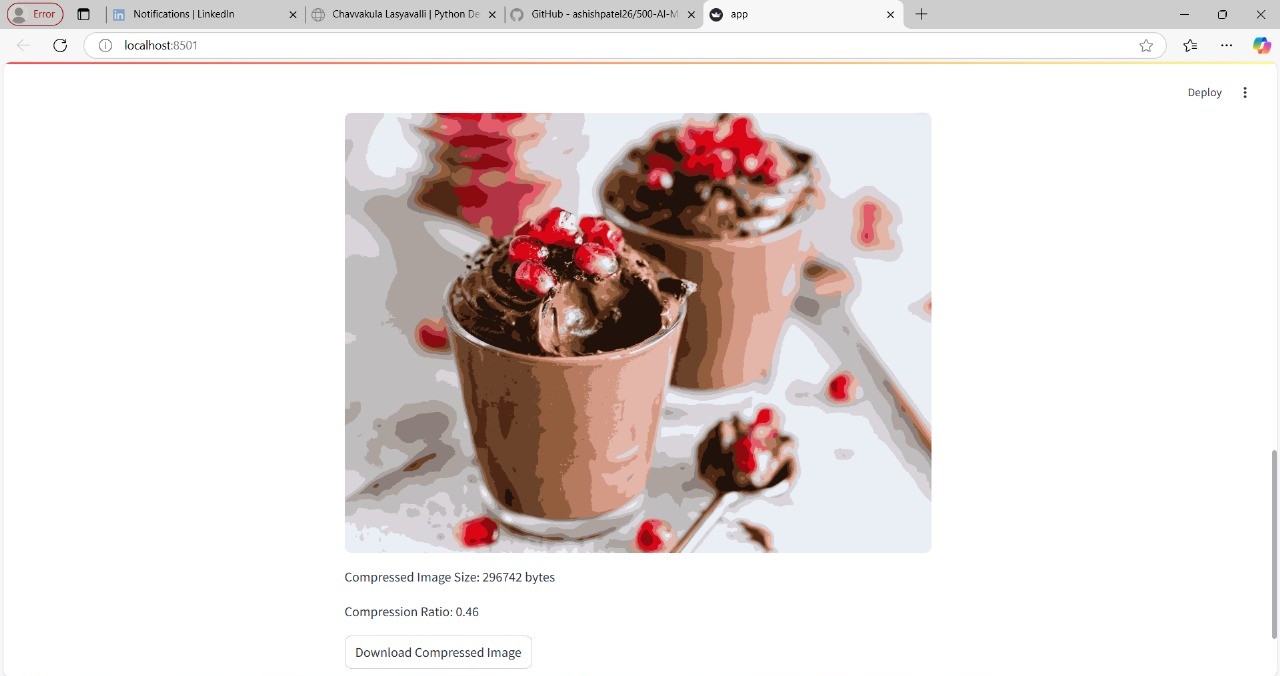 Error
Notifications | LinkedIn
Chavvakula Lasyavalli | Python De
GitHub - ashishpatel26/500-AI-M
app
localhost:8501
Deploy
Compressed Image Size: 296742 bytes
Compression Ratio: 0.46
Download Compressed Image